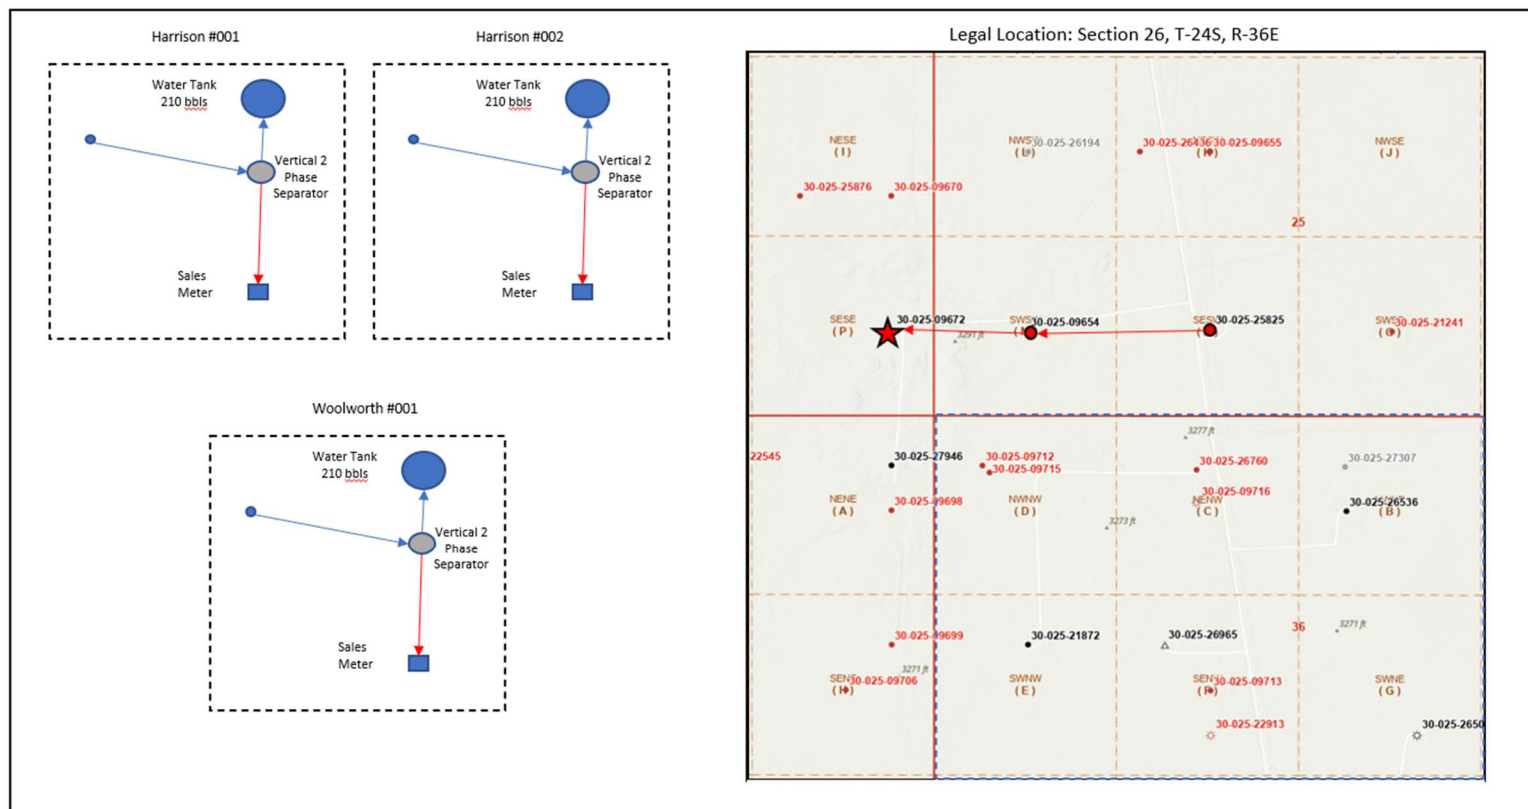 Harrison #001
Water Tank
210 bbls
Vertical 2
Phase
Separator
Sales
Meter
Harrison #002
Water Tank
210 bbls
Vertical 2
Phase
Separator
Sales
Meter
Woolworth #001
Water Tank
210 bbls
Vertical 2
Phase
Separator
Sales
Meter
Legal Location: Section 26, T-24S, R-36E
NESE
(I)
(L)
30-025-26194
30-025-26436
30-025-09655
(K)
NWSE
(J)
30-025-25876
30-025-09670
25
SESE
(P)
30-025-09672
30-025-09654
30-025-25825
30-025-21241
3291 ft
3277 ft
22545
30-025-27946
30-025-09712
30-025-09715
30-025-26760
30-025-27307
30-025-09698
30-025-09716
30-025-26536
NENE
(A)
NWNW
(D)
NENW
(C)
(B)
3273 ft
30-025-09699
30-025-21872
30-025-26965
36
3271 ft
3271 ft
30-025-09706
(H)
SWNW
(E)
30-025-09713
(F)
SWNE
(G)
30-025-22913
30-025-2650